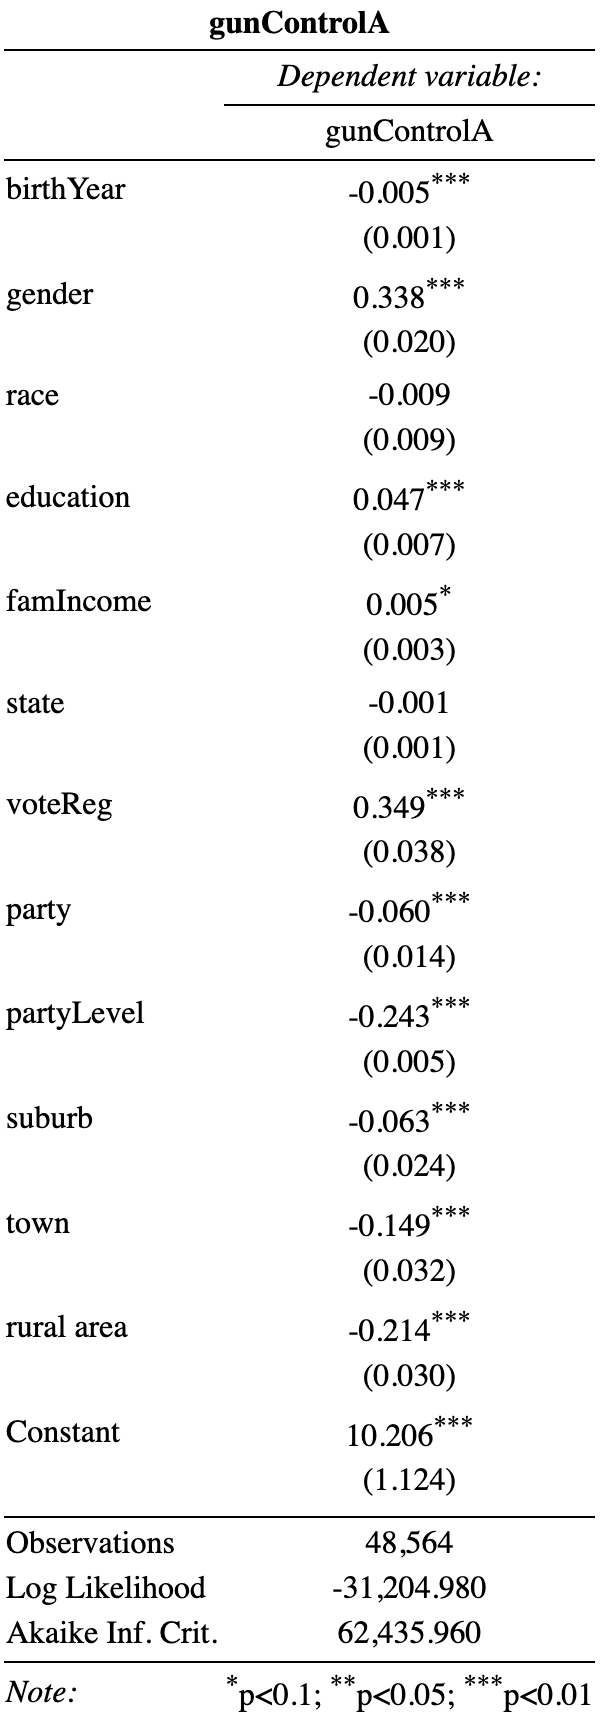 gunControlA
Dependent variable:
gunControlA
birthYear -0.005***
(0.001)
gender 0.338***
(0.020)
race -0.009
(0.009)
education 0.047***
(0.007)
famIncome 0.005*
(0.003)
state -0.001
(0.001)
voteReg 0.349***
(0.038)
party -0.060***
(0.014)
partyLevel -0.243***
(0.005)
suburb -0.063***
(0.024)
town -0.149***
(0.032)
rural area -0.214***
(0.030)
Constant 10.206***
(1.124)
Observations 48,564
Log Likelihood -31,204.980
Akaike Inf. Crit. 62,435.960
Note: *p<0.1; **p<0.05; ***p<0.01